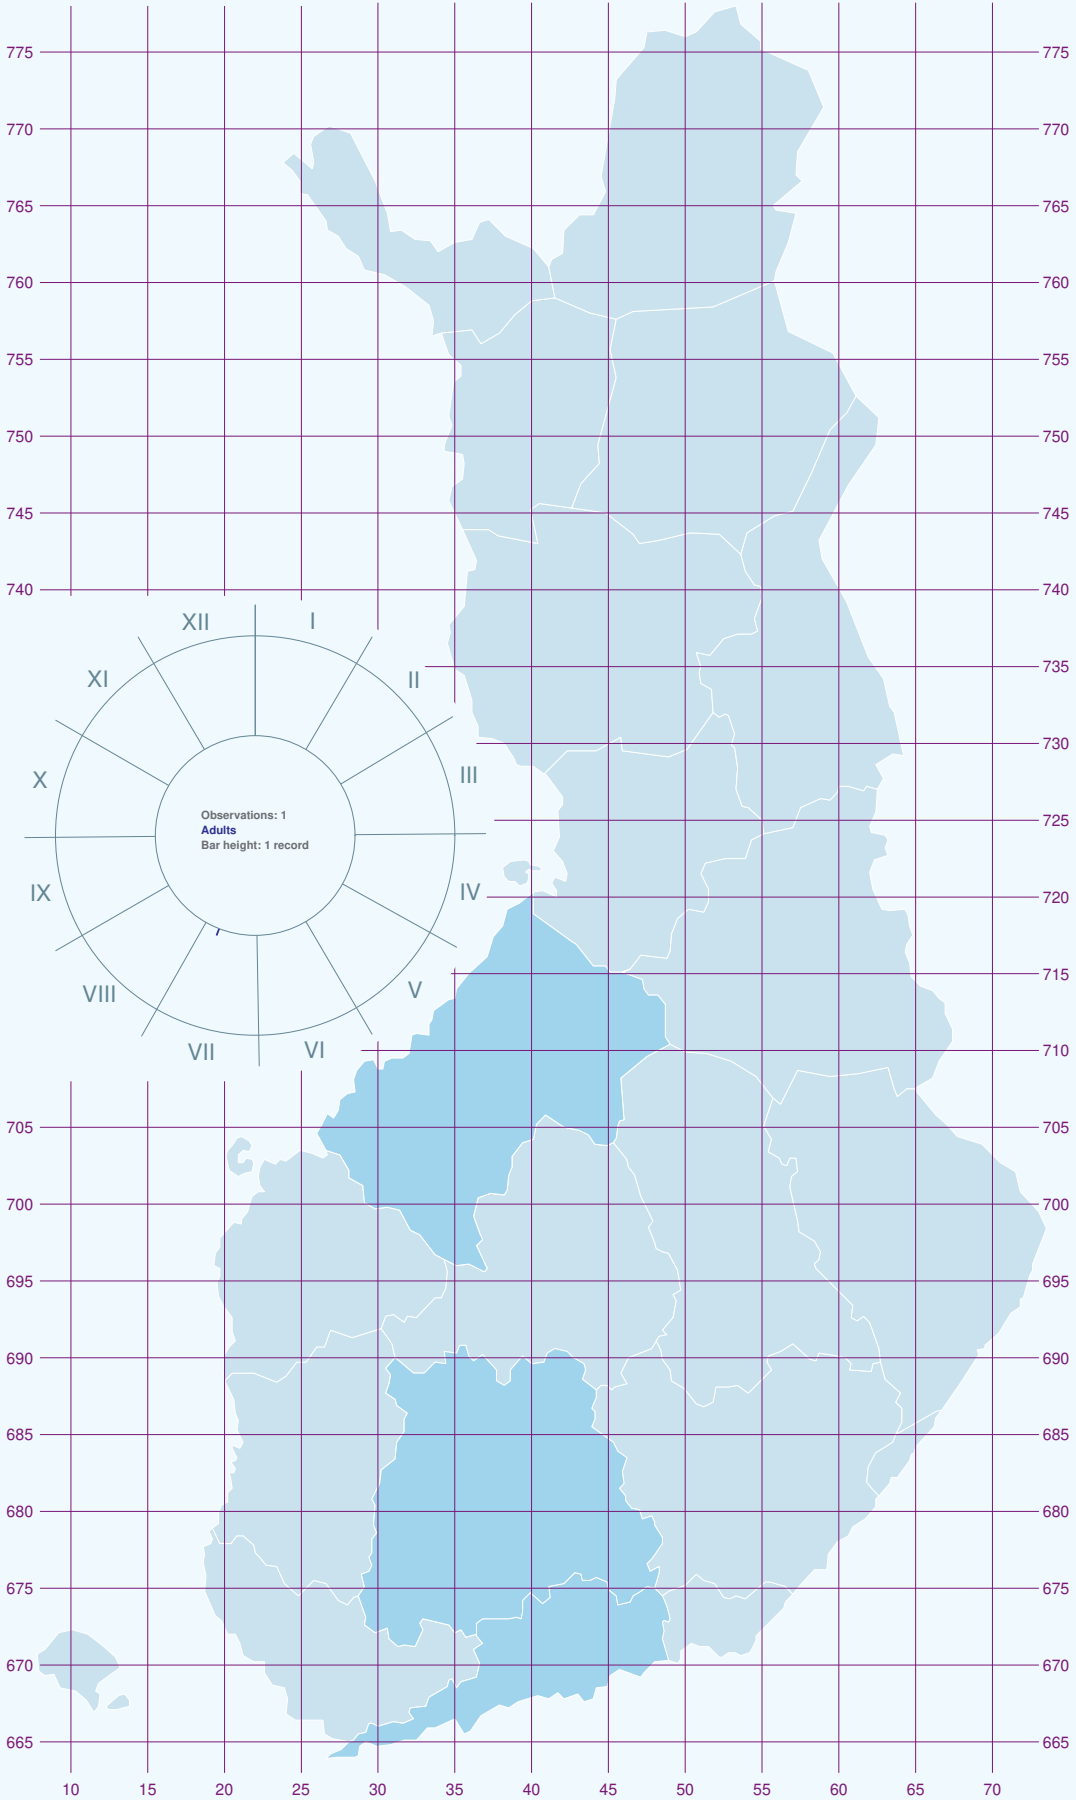 775 775
770 770
765 765
760 760
755 755
750 750
745 745
740 740
XII I
735
XI II
730
X III
Observations: 1
Adults
Bar height: 1 record
725
IX IV
720
VIII V
715
VII VI
710
705 705
700 700
695 695
690 690
685 685
680 680
675 675
670 670
665 665
10 15 20 25 30 35 40 45 50 55 60 65 70